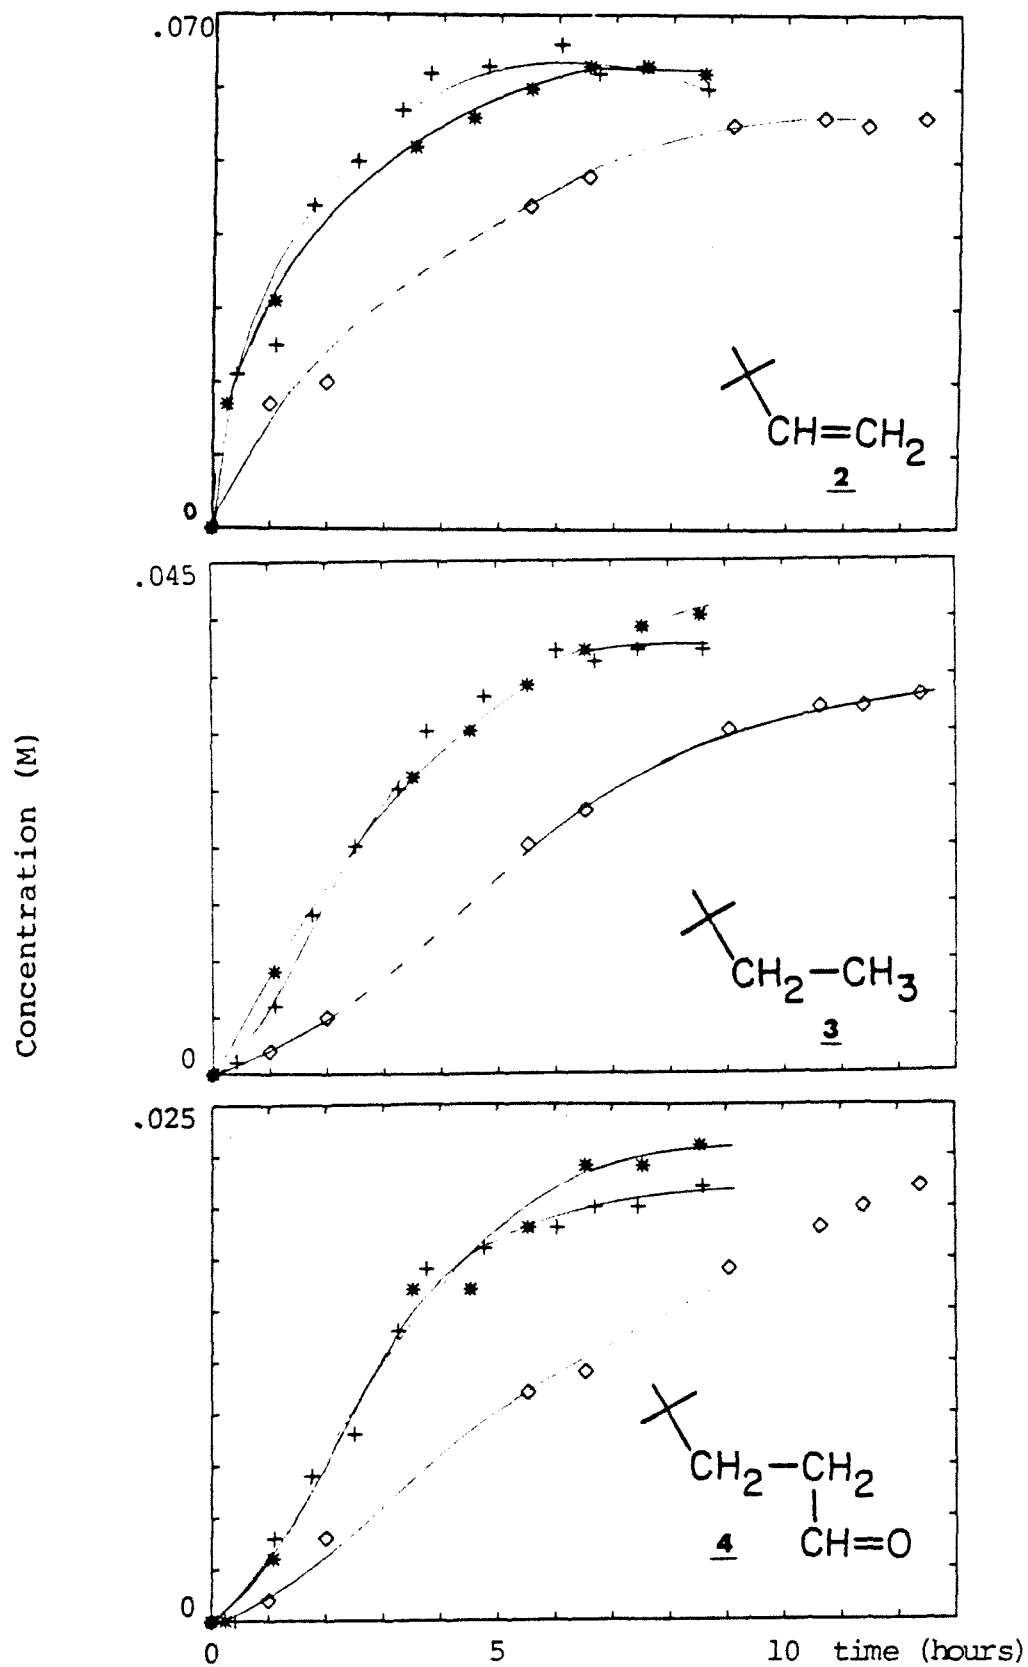 .070
CH=CH2
2
0
.045
Concentration (M)
CH2—CH3
3
0
.025
CH2—CH2
CH=O
4
0
0 5 10 time (hours)